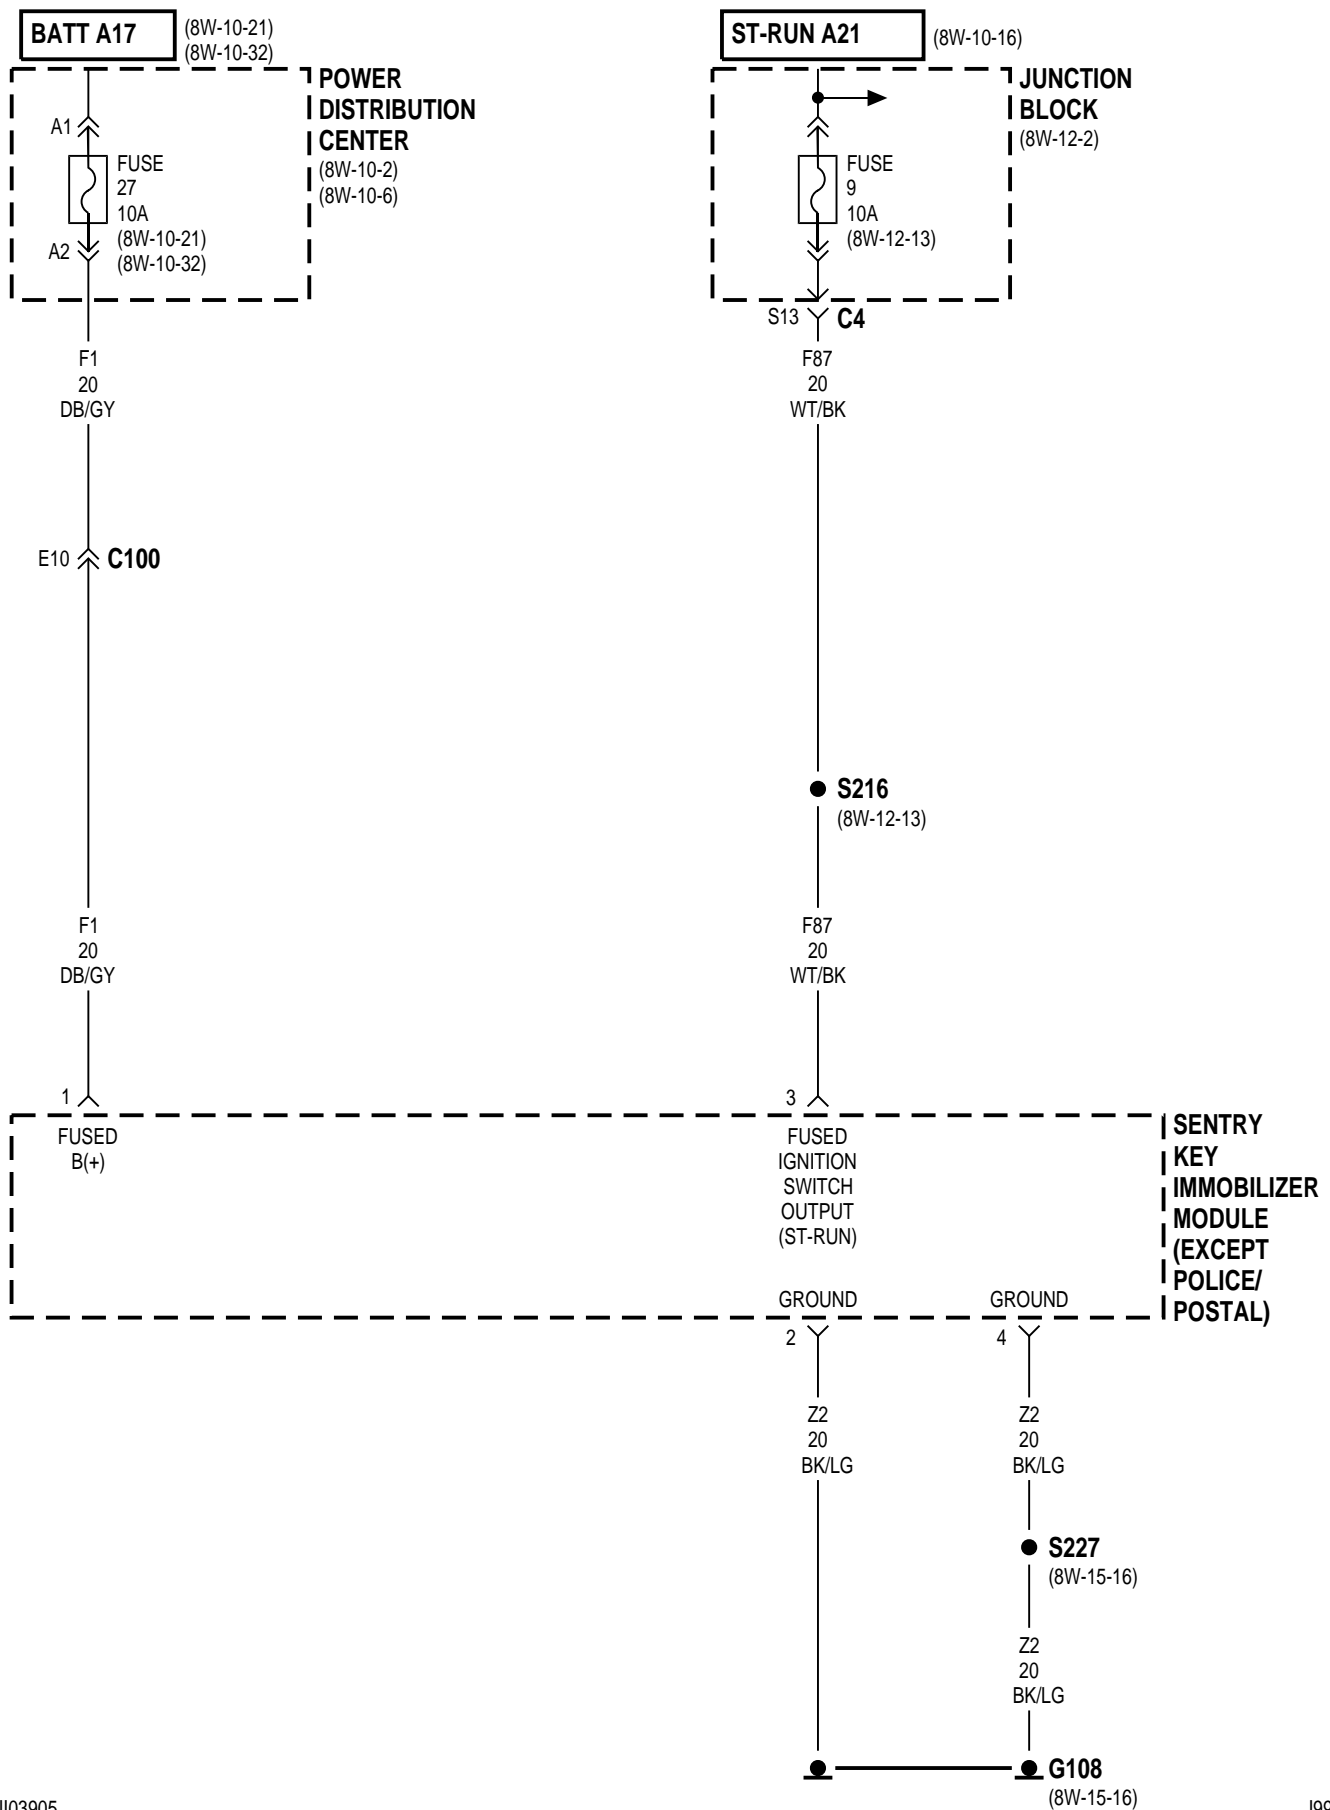 BATT A17
(8W-10-21)
(8W-10-32)
ST-RUN A21
(8W-10-16)
POWER
DISTRIBUTION
CENTER
(8W-10-2)
(8W-10-6)
JUNCTION
BLOCK
(8W-12-2)
A1
FUSE
27
10A
(8W-10-21)
(8W-10-32)
A2
FUSE
9
10A
(8W-12-13)
S13
C4
F1
20
DB/GY
F87
20
WT/BK
E10
C100
S216
(8W-12-13)
F1
20
DB/GY
F87
20
WT/BK
1
3
FUSED
B(+)
FUSED
IGNITION
SWITCH
OUTPUT
(ST-RUN)
SENTRY
KEY
IMMOBILIZER
MODULE
(EXCEPT
POLICE/
POSTAL)
GROUND
GROUND
2
4
Z2
20
BK/LG
Z2
20
BK/LG
S227
(8W-15-16)
Z2
20
BK/LG
G108
(8W-15-16)